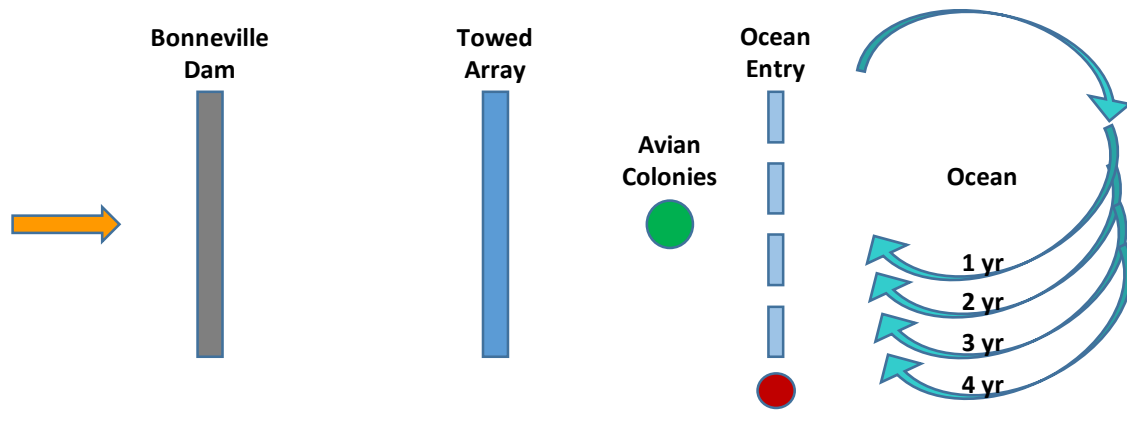 Bonneville
Dam
Towed
Array
Ocean
Entry
Avian
Colonies
Ocean
1 yr
2 yr
3 yr
4 yr